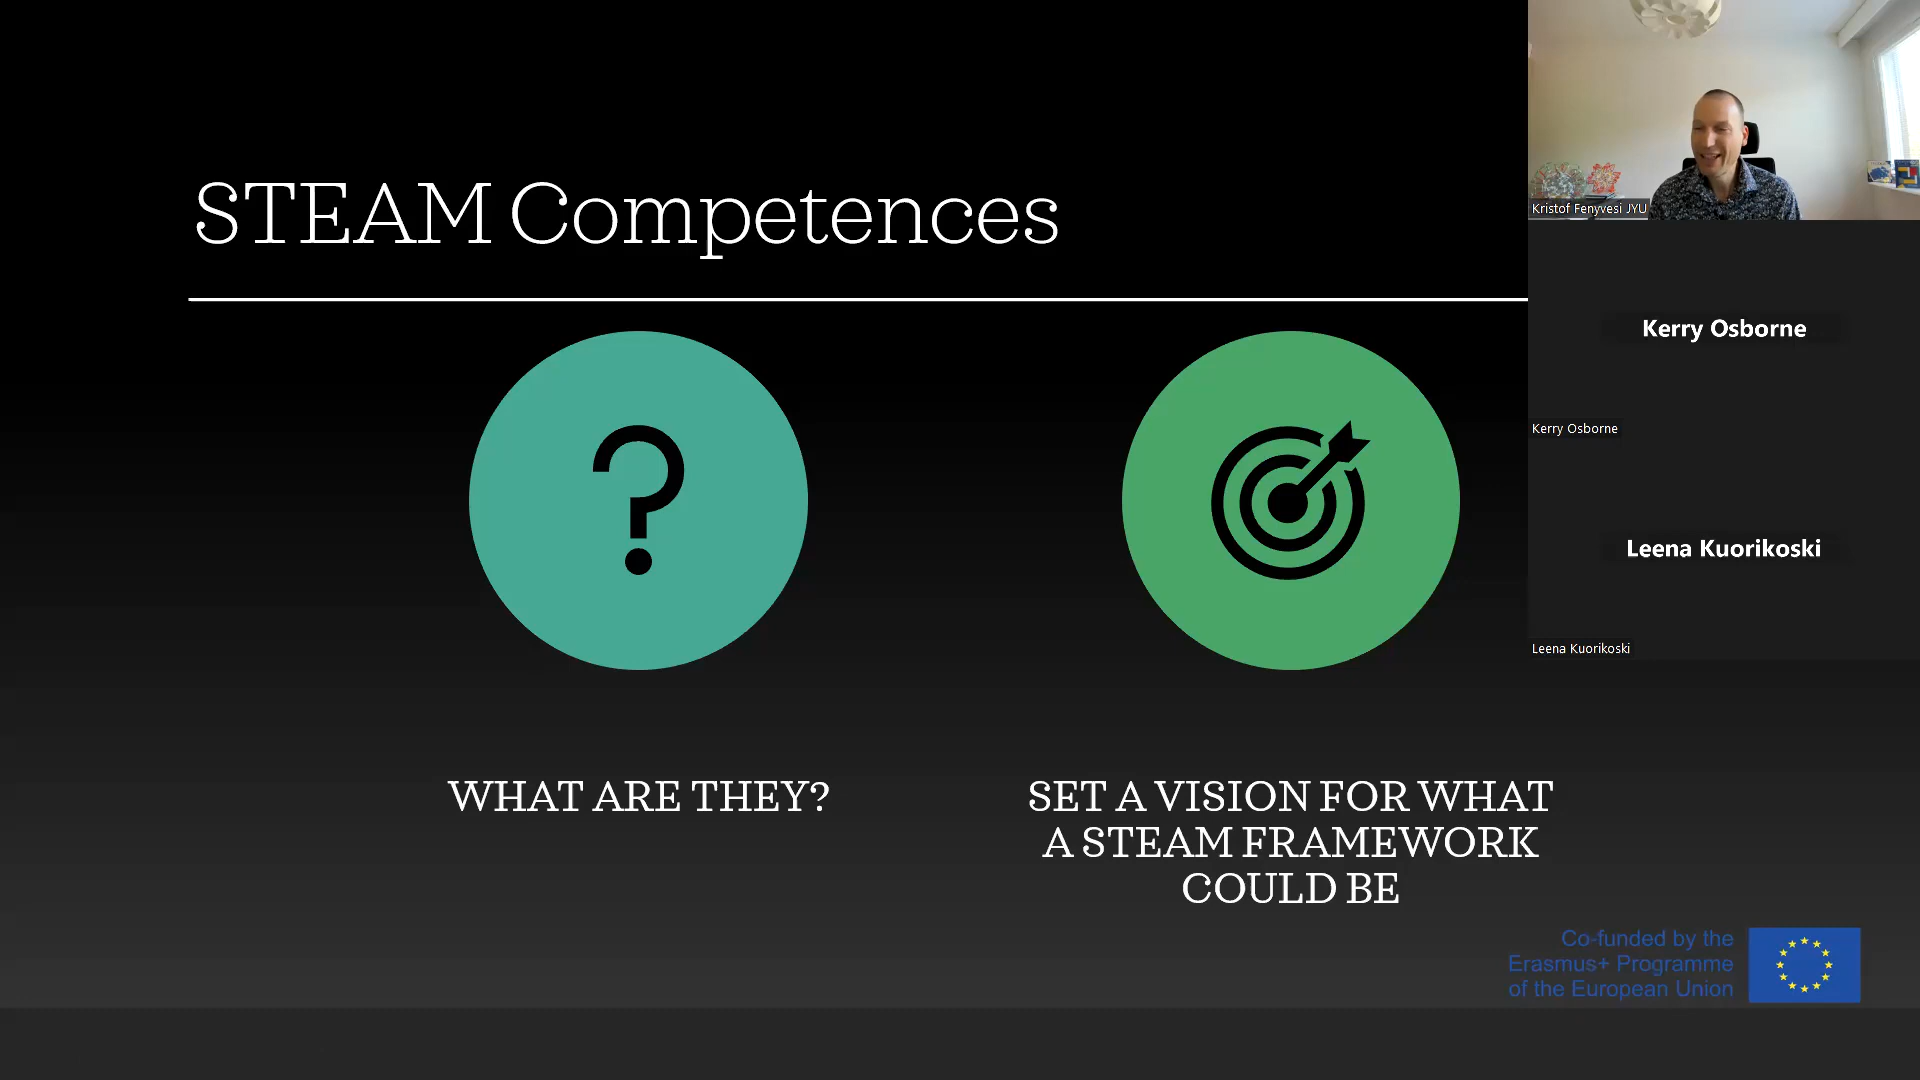 STEAM Competences
WHAT ARE THEY?
SET A VISION FOR WHAT
A STEAM FRAMEWORK
COULD BE
Kristof Fenyvesi JYU
Kerry Osborne
Kerry Osborne
Leena Kuorikoski
Leena Kuorikoski
Co-funded by the
Erasmus+ Programme
of the European Union